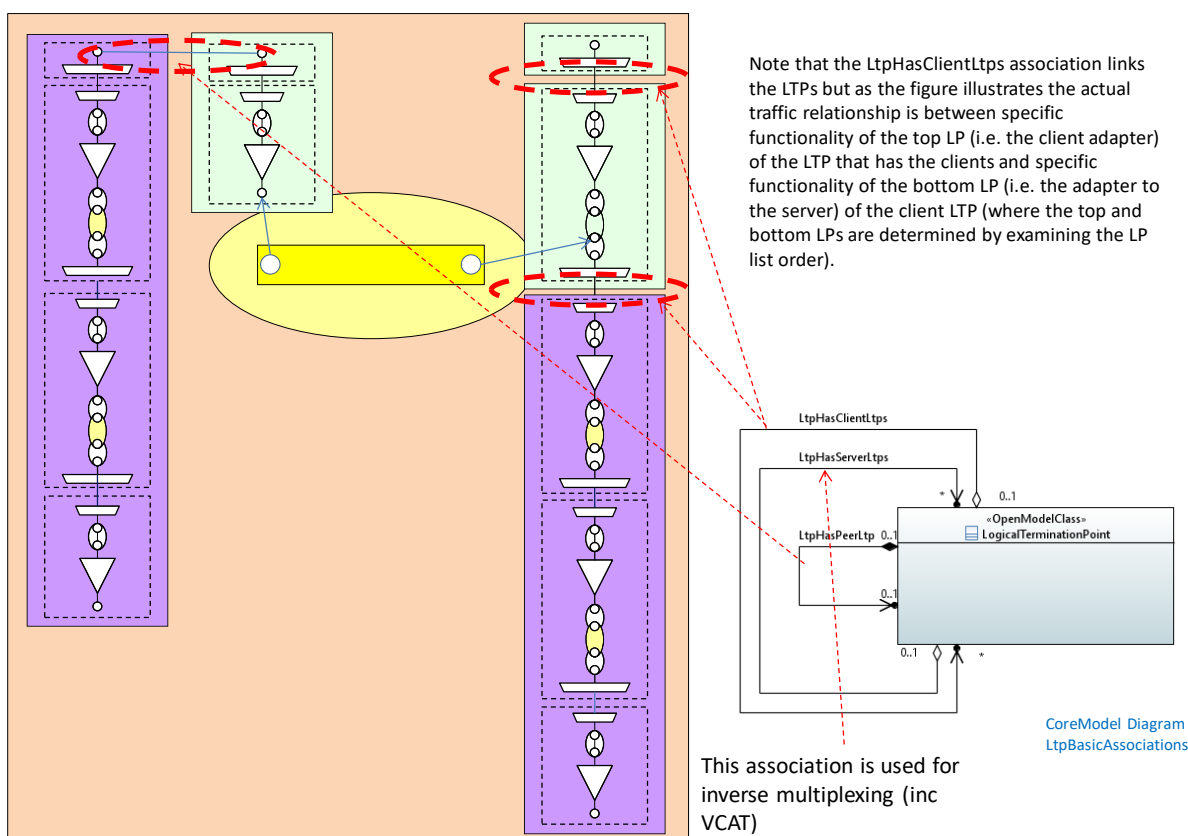 Note that the LtpHasClientLtps association links
the LTPs but as the figure illustrates the actual
traffic relationship is between specific
functionality of the top LP (i.e. the client adapter)
of the LTP that has the clients and specific
functionality of the bottom LP (i.e. the adapter to
the server) of the client LTP (where the top and
bottom LPs are determined by examining the LP
list order).
LtpHasClientLtps
LtpHasServerLtps
* 0..1
«OpenModelClass»
LogicalTerminationPoint
LtpHasPeerLtp 0..1
0..1
0..1 *
CoreModel Diagram
LtpBasicAssociations
This association is used for
inverse multiplexing (inc
VCAT)